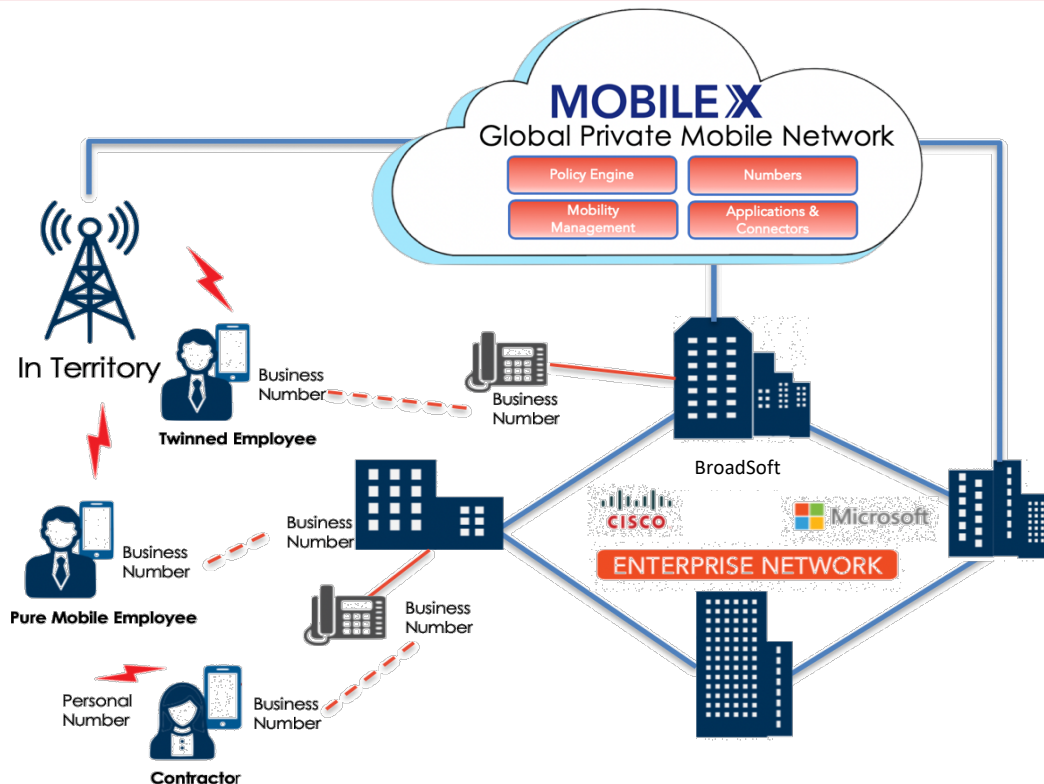 MOBILE X
Global Private Mobile Network
Policy Engine
Numbers
Mobility
Management
Applications &
Connectors
In Territory
Business
Number
Twinned Employee
Business
Number
BroadSoft
CISCO
Microsoft
ENTERPRISE NETWORK
Business
Number
Business
Number
Pure Mobile Employee
Business
Number
Personal
Number
Business
Number
Contractor